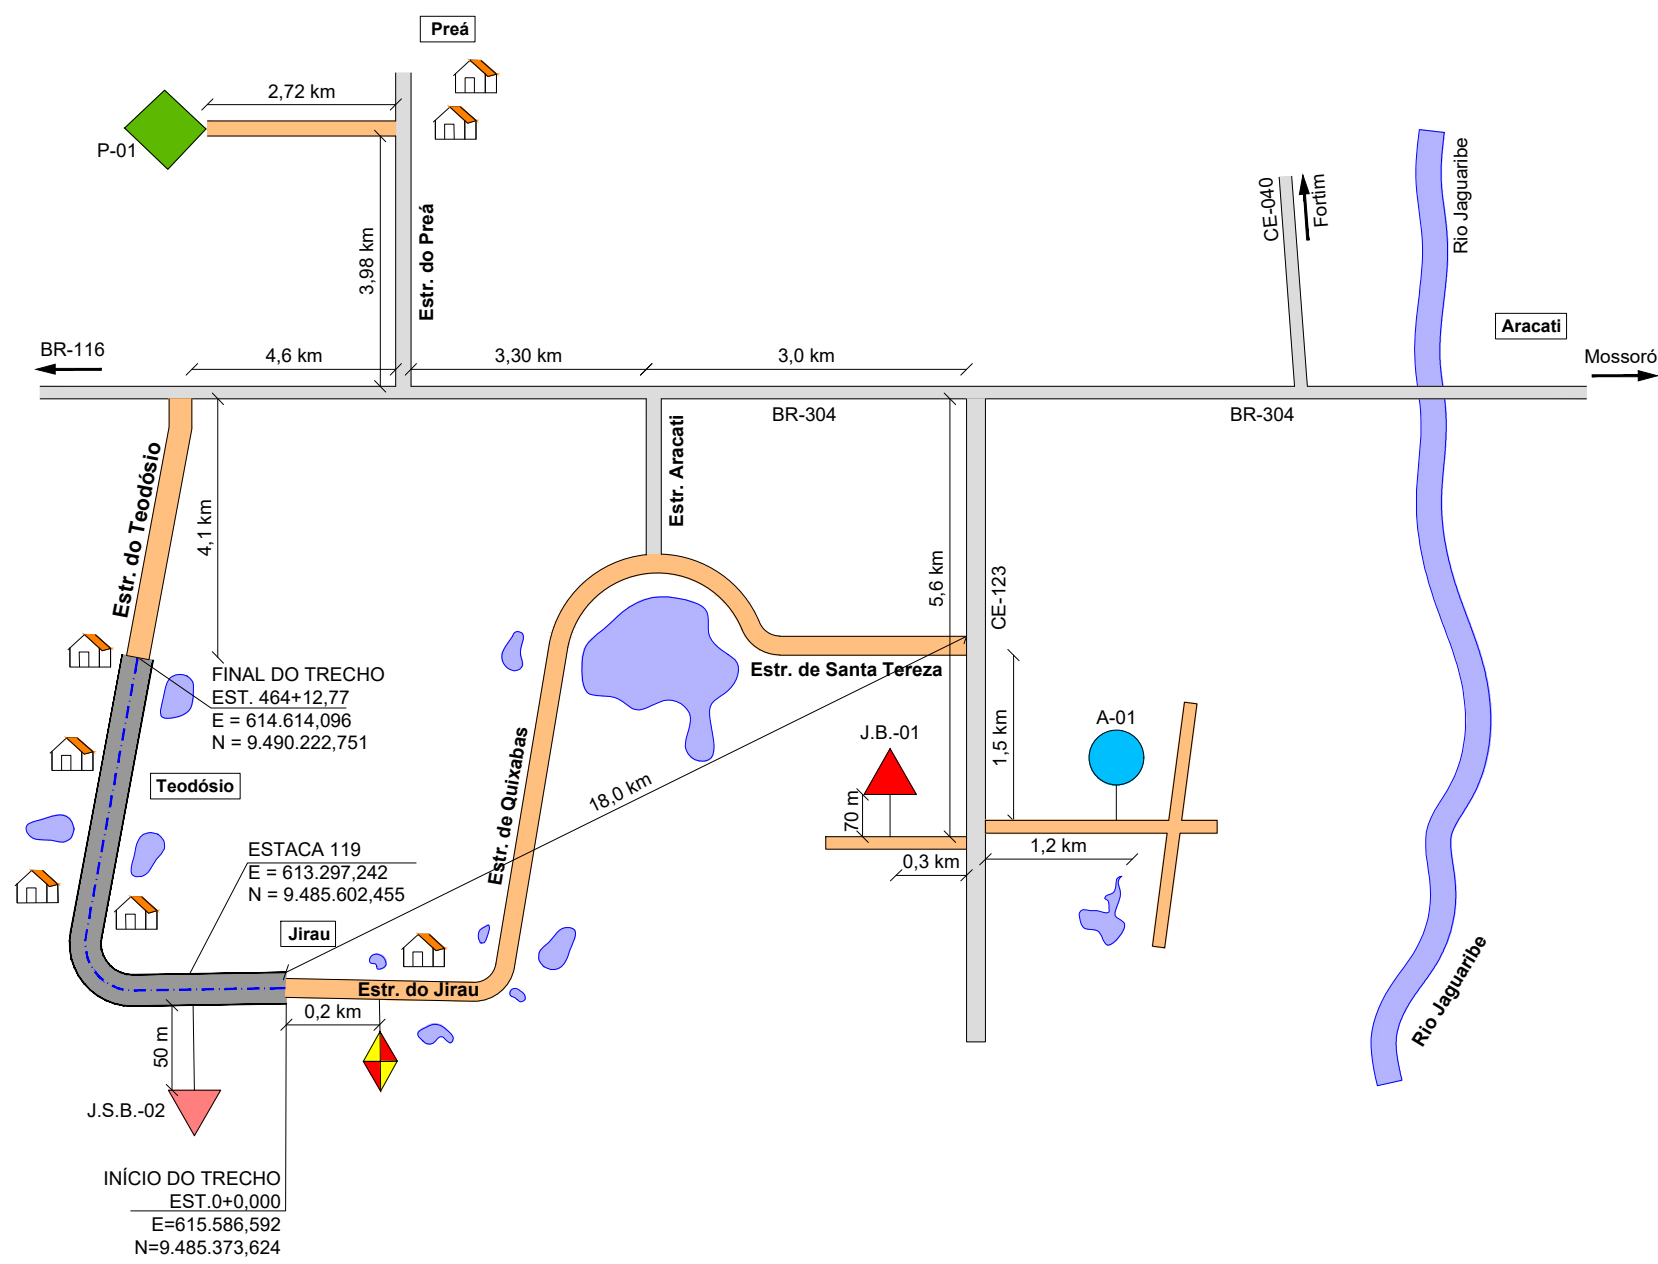 Preá
2,72 km
P-01
3,98 km
Estr. do Preá
CE-040
Fortim
Rio Jaguaribe
Aracati
Mossoró
BR-116
4,6 km
3,30 km
3,0 km
BR-304
BR-304
Estr. do Teodósio
4,1 km
Estr. Aracati
5,6 km
CE-123
FINAL DO TRECHO
EST. 464+12,77
E = 614.614,096
N = 9.490.222,751
Estr. de Santa Tereza
Teodósio
Estr. de Quixabas
18,0 km
J.B.-01
70 m
0,3 km
1,5 km
A-01
1,2 km
ESTACA 119
E = 613.297,242
N = 9.485.602,455
Jirau
Estr. do Jirau
0,2 km
50 m
J.S.B.-02
Rio Jaguaribe
INÍCIO DO TRECHO
EST.0+0,000
E=615.586,592
N=9.485.373,624